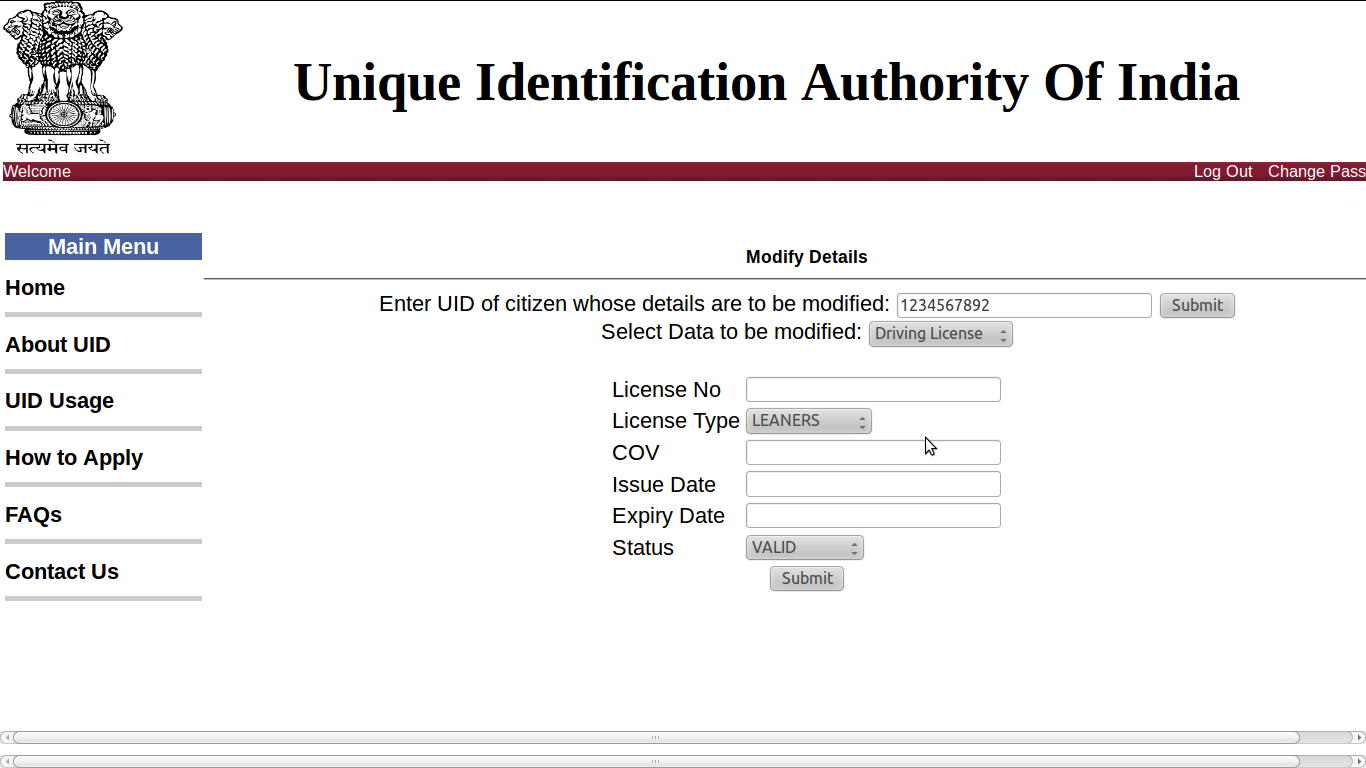 सत्यमेव जयते
Unique Identification Authority Of India
Welcome Log Out Change Pass
Main Menu
Home
About UID
UID Usage
How to Apply
FAQs
Contact Us
Modify Details
Enter UID of citizen whose details are to be modified: 1234567892 Submit
Select Data to be modified: Driving License
License No
License Type LEANERS
COV
Issue Date
Expiry Date
Status VALID
Submit